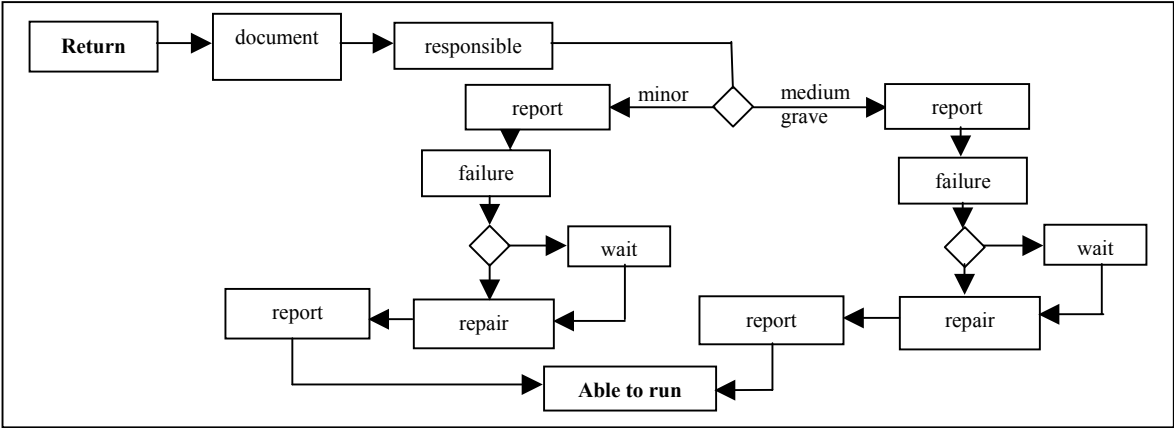 Return
document
responsible
minor
medium
grave
report
report
failure
failure
wait
wait
report
repair
report
repair
Able to run